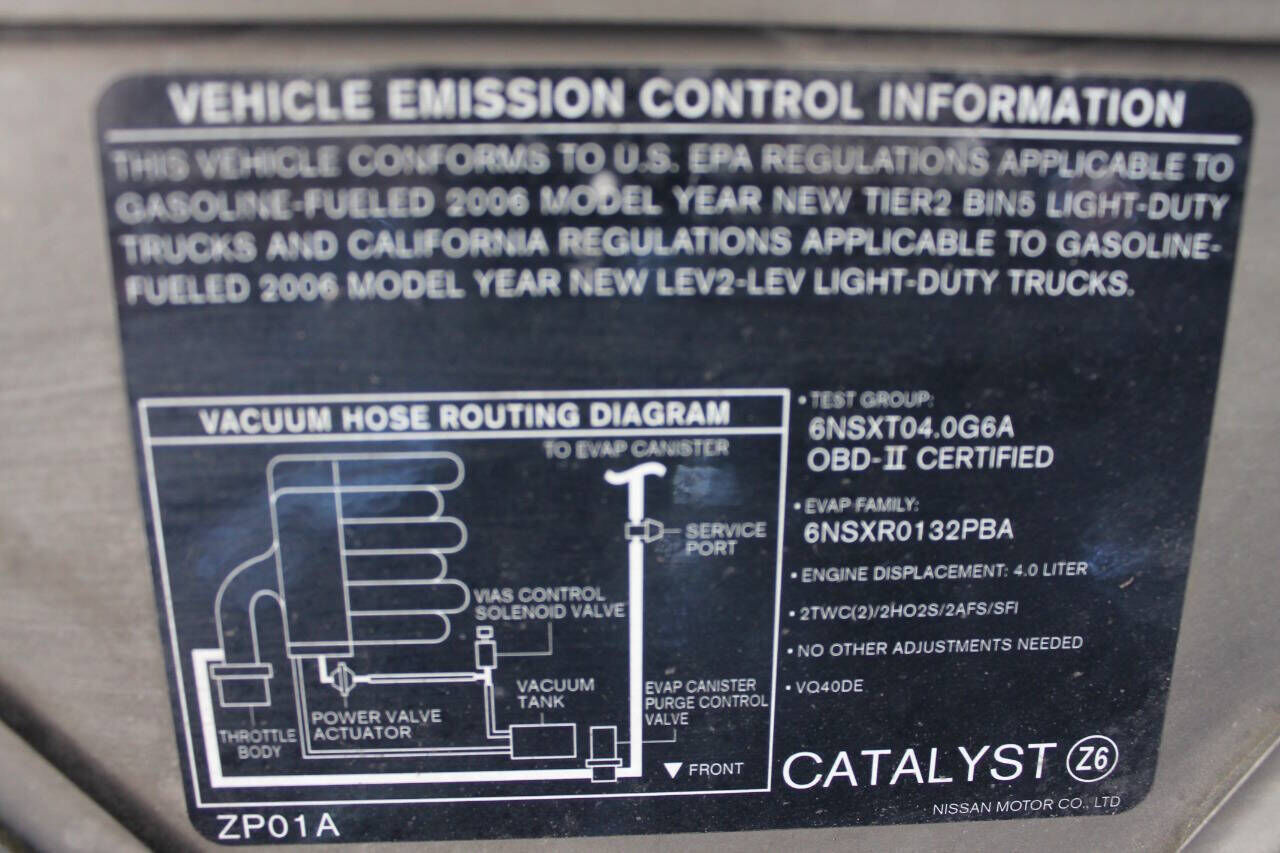 VEHICLE EMISSION CONTROL INFORMATION
THIS VEHICLE CONFORMS TO U.S. EPA REGULATIONS APPLICABLE TO
GASOLINE-FUELED 2006 MODEL YEAR NEW TIER2 BIN5 LIGHT-DUTY
TRUCKS AND CALIFORNIA REGULATIONS APPLICABLE TO GASOLINE-
FUELED 2006 MODEL YEAR NEW LEV2-LEV LIGHT-DUTY TRUCKS.
VACUUM HOSE ROUTING DIAGRAM
TO EVAP CANISTER
SERVICE
PORT
VIAS CONTROL
SOLENOID VALVE
VACUUM
TANK
EVAP CANISTER
PURGE CONTROL
VALVE
POWER VALVE
ACTUATOR
THROTTLE
BODY
▼ FRONT
• TEST GROUP:
6NSXT04.0G6A
OBD-II CERTIFIED
• EVAP FAMILY:
6NSXR0132PBA
• ENGINE DISPLACEMENT: 4.0 LITER
• 2TWC(2)/2HO2S/2AFS/SFI
• NO OTHER ADJUSTMENTS NEEDED
• VQ40DE
CATALYST Z6
NISSAN MOTOR CO., LTD
ZP01A